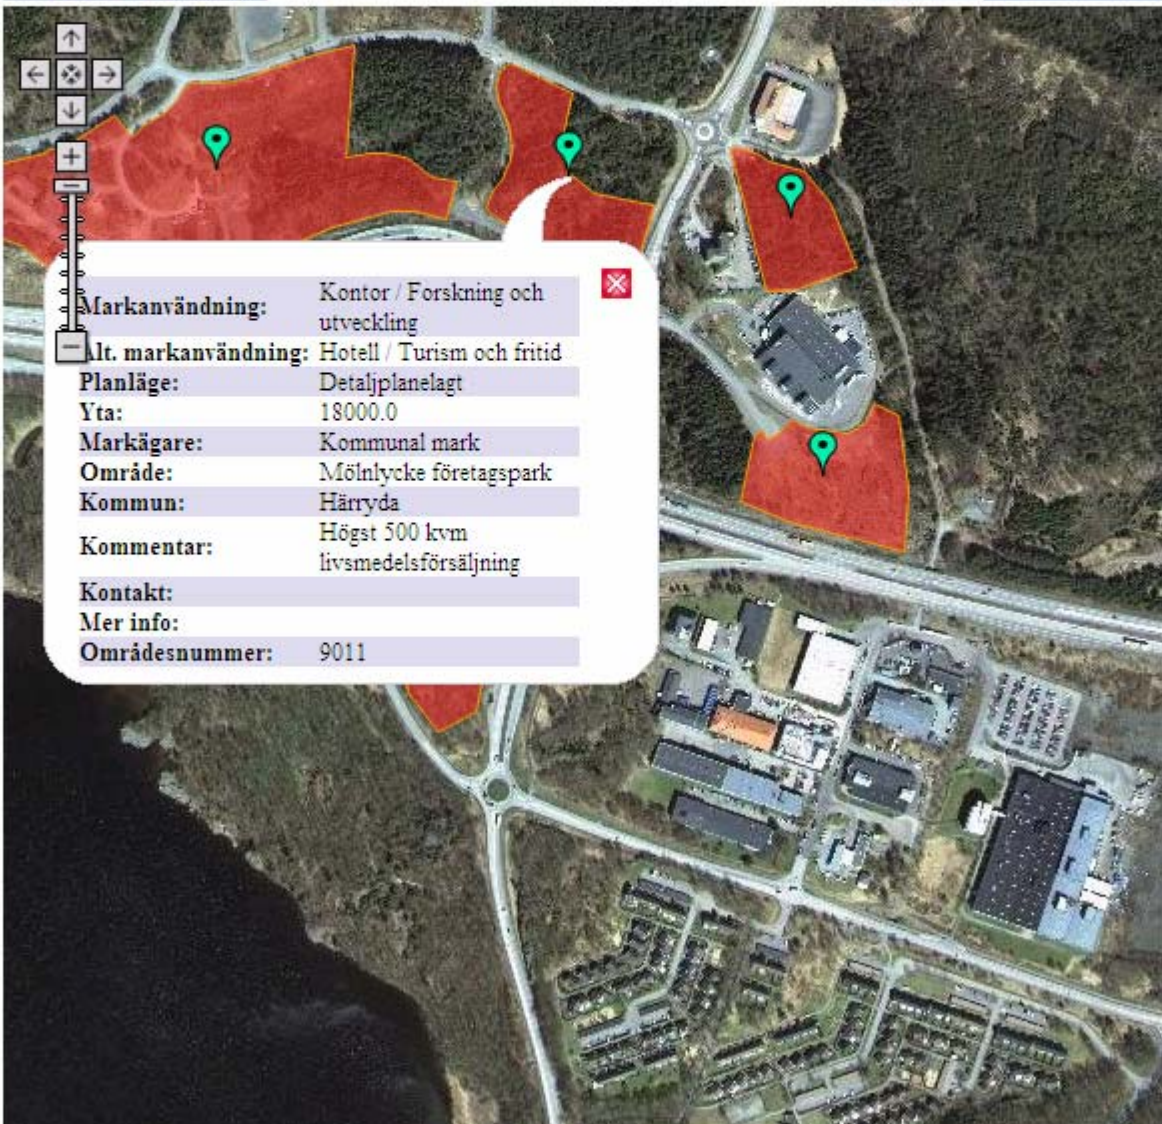 Markanvändning: Kontor / Forskning och
utveckling
Alt. markanvändning: Hotell / Turism och fritid
Planläge: Detaljplanelagt
Yta: 18000.0
Markägare: Kommunal mark
Område: Mölnlycke företagspark
Kommun: Härryda
Kommentar: Högst 500 kvm
livsmedelsförsäljning
Kontakt:
Mer info:
Områdesnummer: 9011